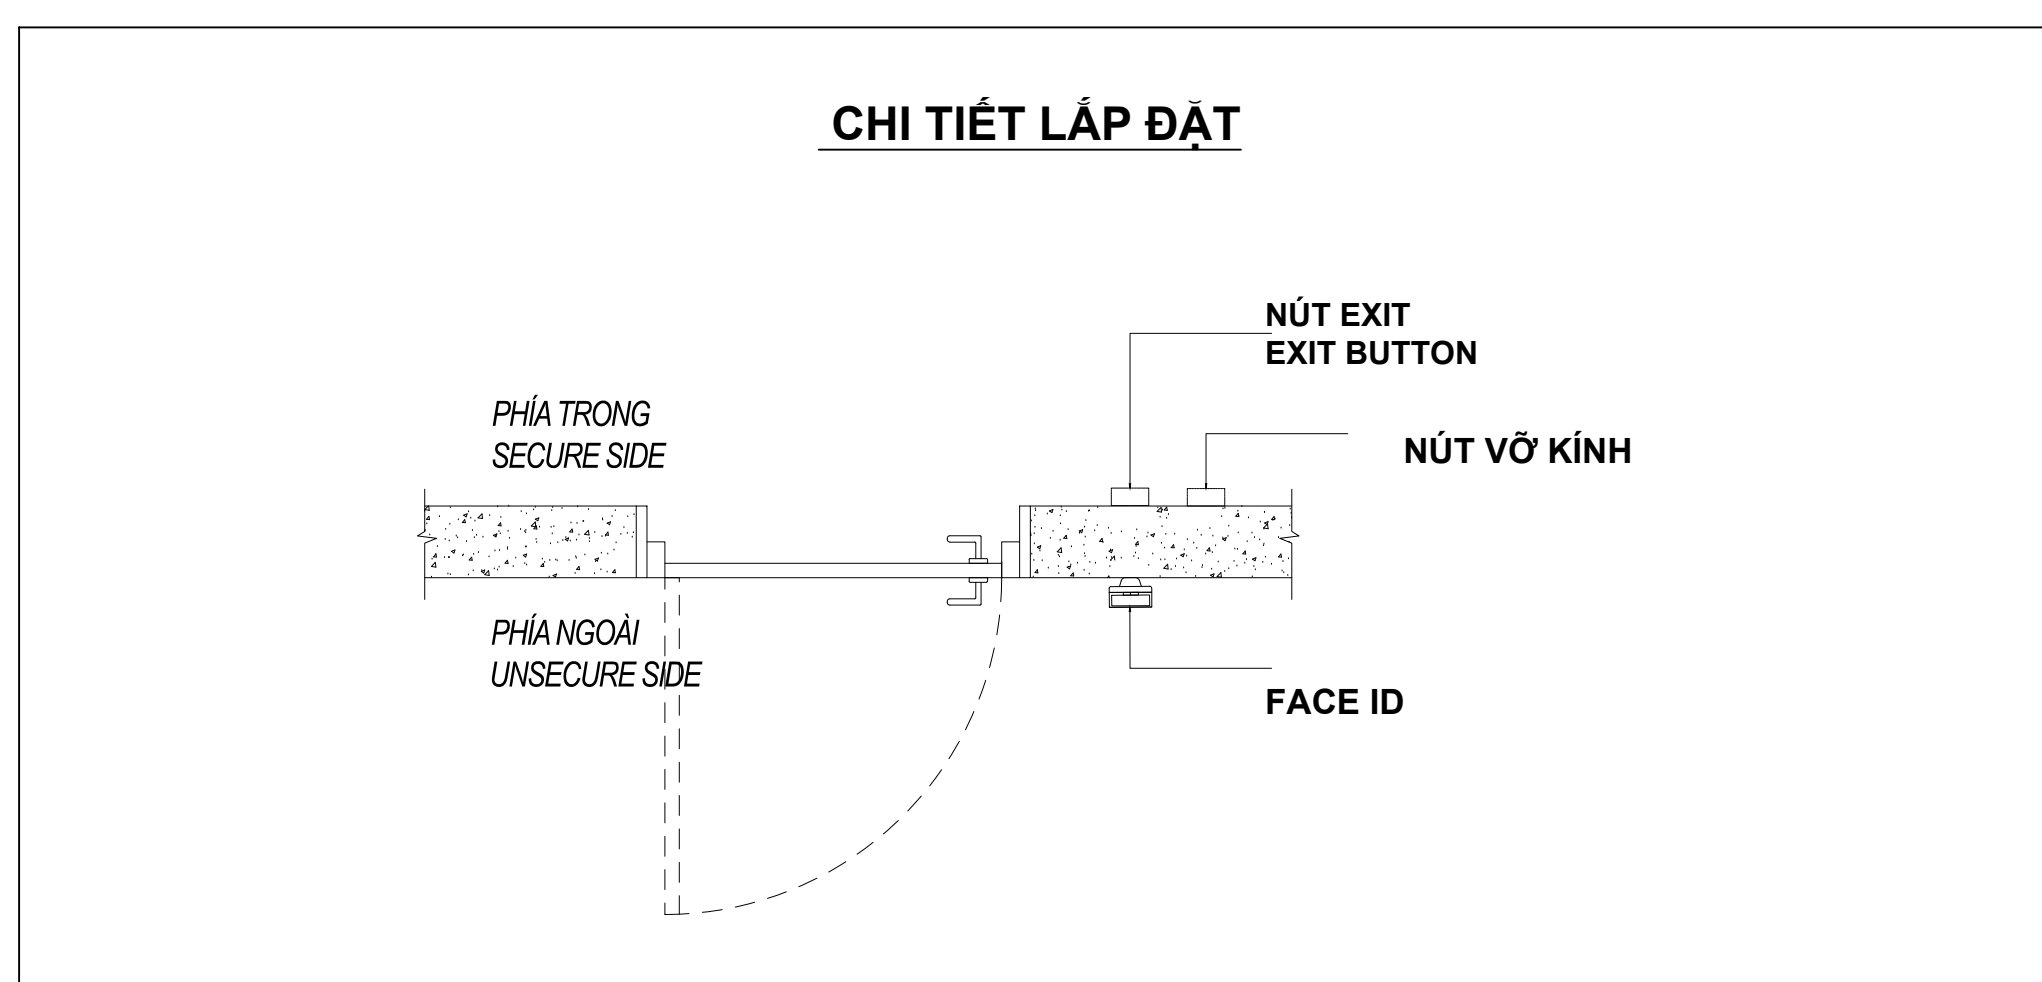 CHI TIẾT LẮP ĐẶT
NÚT EXIT
EXIT BUTTON
PHÍA TRONG
SECURE SIDE
NÚT VỠ KÍNH
PHÍA NGOÀI
UNSECURE SIDE
FACE ID